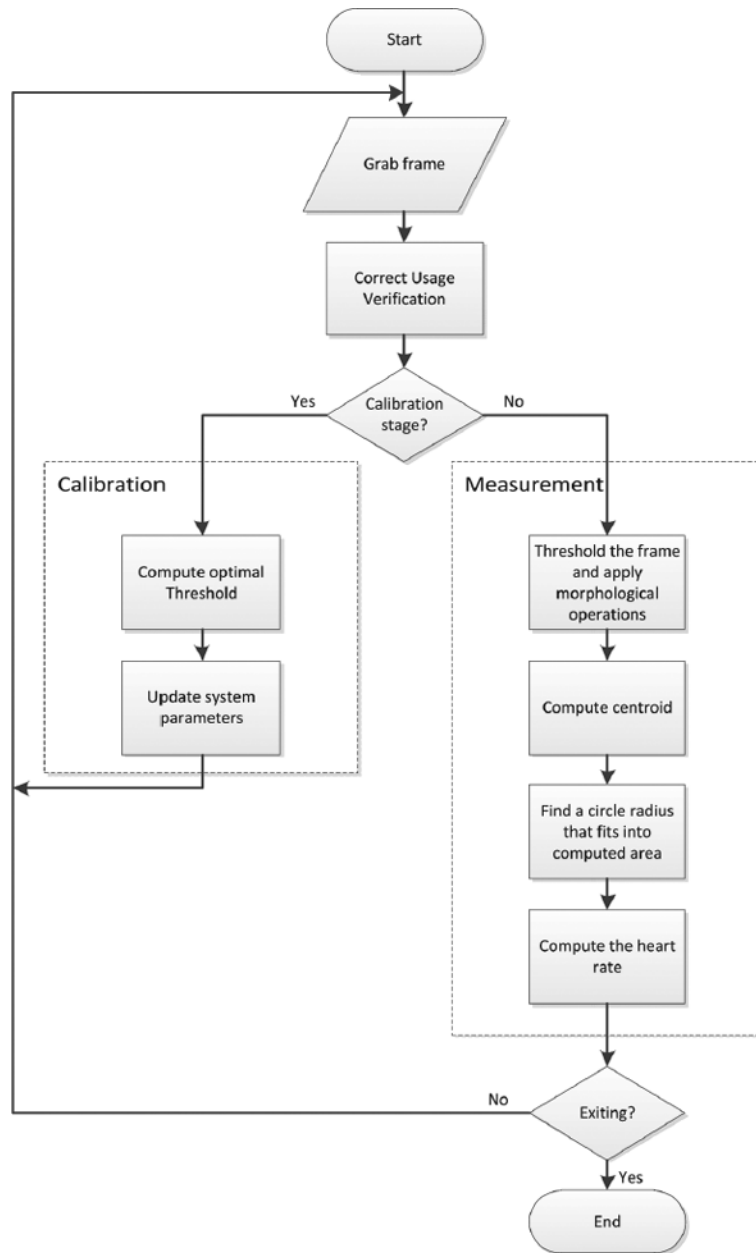 Start
Grab frame
Correct Usage
Verification
Yes
Calibration
stage?
No
Calibration
Compute optimal
Threshold
Update system
parameters
Measurement
Threshold the frame
and apply
morphological
operations
Compute centroid
Find a circle radius
that fits into
computed area
Compute the heart
rate
No
Exiting?
Yes
End